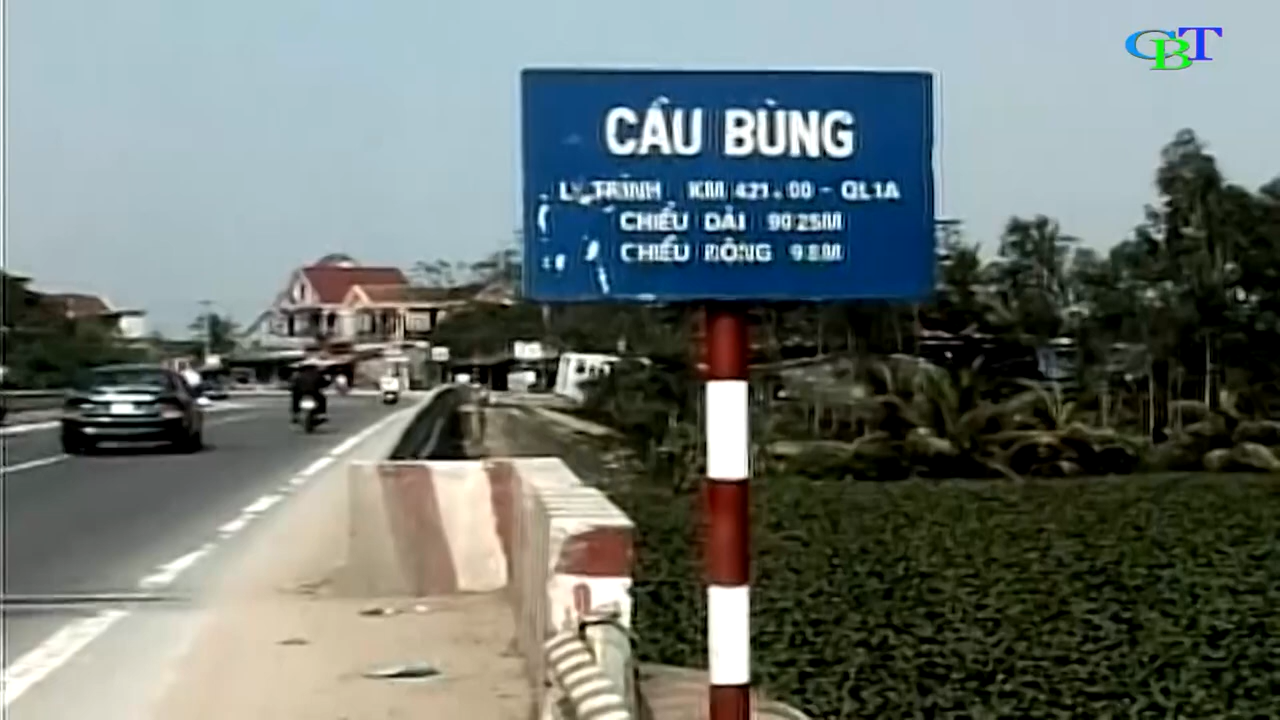 CBT
CẦU BÙNG
LÝ TRÌNH KM 421+00 - QL1A
CHIỀU DÀI 90.25M
CHIỀU RỘNG 9.8M